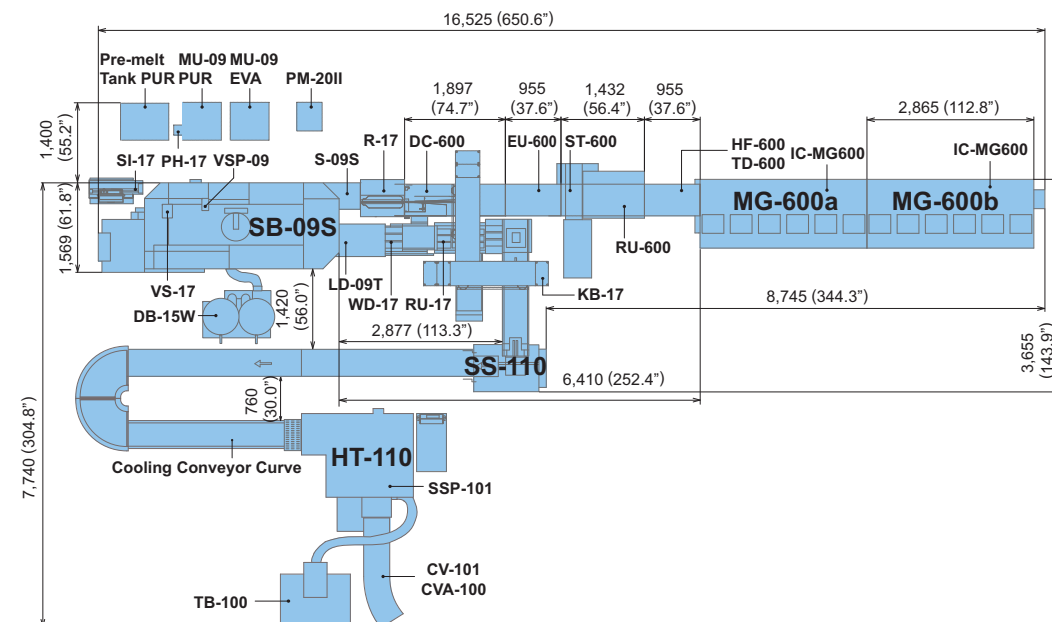 16,525 (650.6”)
Pre-melt
Tank PUR
MU-09
PUR
MU-09
EVA
PM-20II
1,897
(74.7”)
955
(37.6”)
1,432
(56.4”)
955
(37.6”)
2,865 (112.8”)
1,400
(55.2”)
SI-17
PH-17
VSP-09
S-09S
R-17
DC-600
EU-600
ST-600
HF-600
TD-600
IC-MG600
IC-MG600
MG-600a
MG-600b
SB-09S
1,569 (61.8”)
RU-600
VS-17
LD-09T
WD-17
RU-17
KB-17
DB-15W
1,420
(56.0”)
8,745 (344.3”)
2,877 (113.3”)
3,655
(143.9”)
SS-110
6,410 (252.4”)
760
(30.0”)
7,740 (304.8”)
Cooling Conveyor Curve
HT-110
SSP-101
CV-101
CVA-100
TB-100